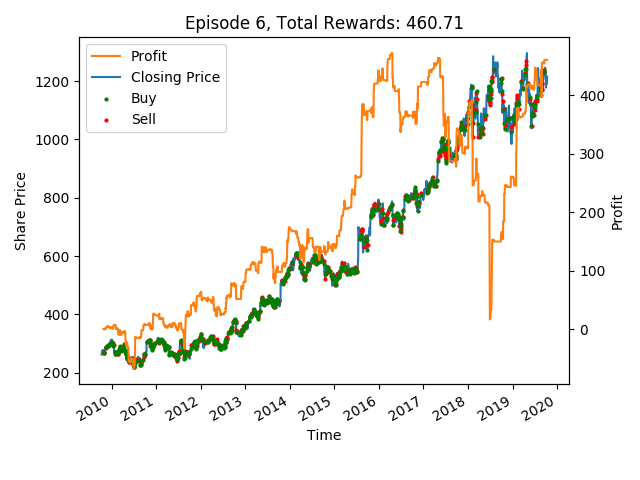 Episode 6, Total Rewards: 460.71
Profit
Closing Price
Buy
Sell
1200
1000
800
600
400
200
Share Price
400
300
200
100
0
Profit
2010
2011
2012
2013
2014
2015
2016
2017
2018
2019
2020
Time